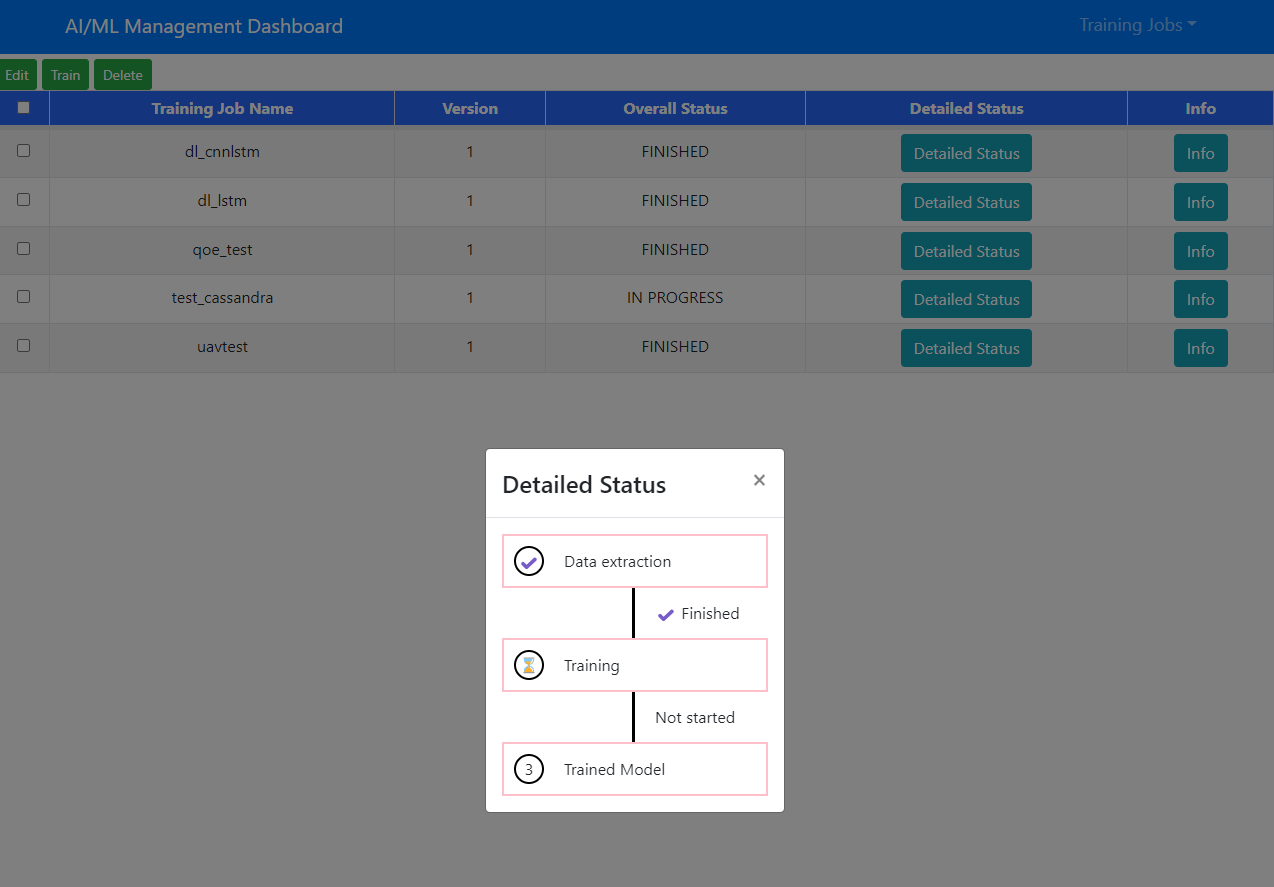 AI/ML Management Dashboard Training Jobs
Edit Train Delete
Training Job Name Version Overall Status Detailed Status Info
dl_cnnlstm 1 FINISHED Detailed Status Info
dl_lstm 1 FINISHED Detailed Status Info
qoe_test 1 FINISHED Detailed Status Info
test_cassandra 1 IN PROGRESS Detailed Status Info
uavtest 1 FINISHED Detailed Status Info
Detailed Status ×
Data extraction
Finished
Training
Not started
3 Trained Model